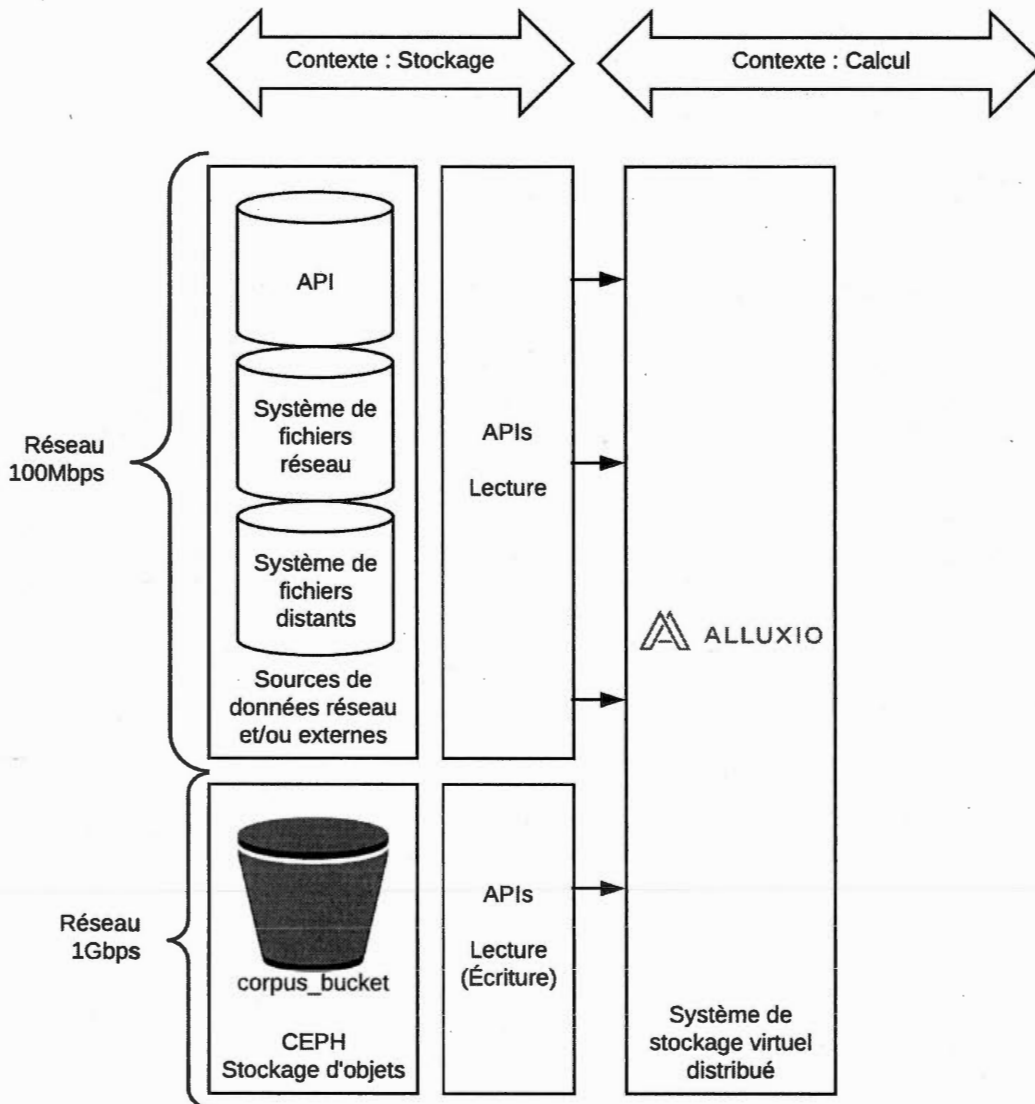 Contexte : Stockage
Contexte : Calcul
Réseau
100Mbps
API
Système de
fichiers
réseau
Système de
fichiers
distants
Sources de
données réseau
et/ou externes
APIs
Lecture
ALLUXIO
Réseau
1Gbps
corpus_bucket
CEPH
Stockage d'objets
APIs
Lecture
(Écriture)
Système de
stockage virtuel
distribué